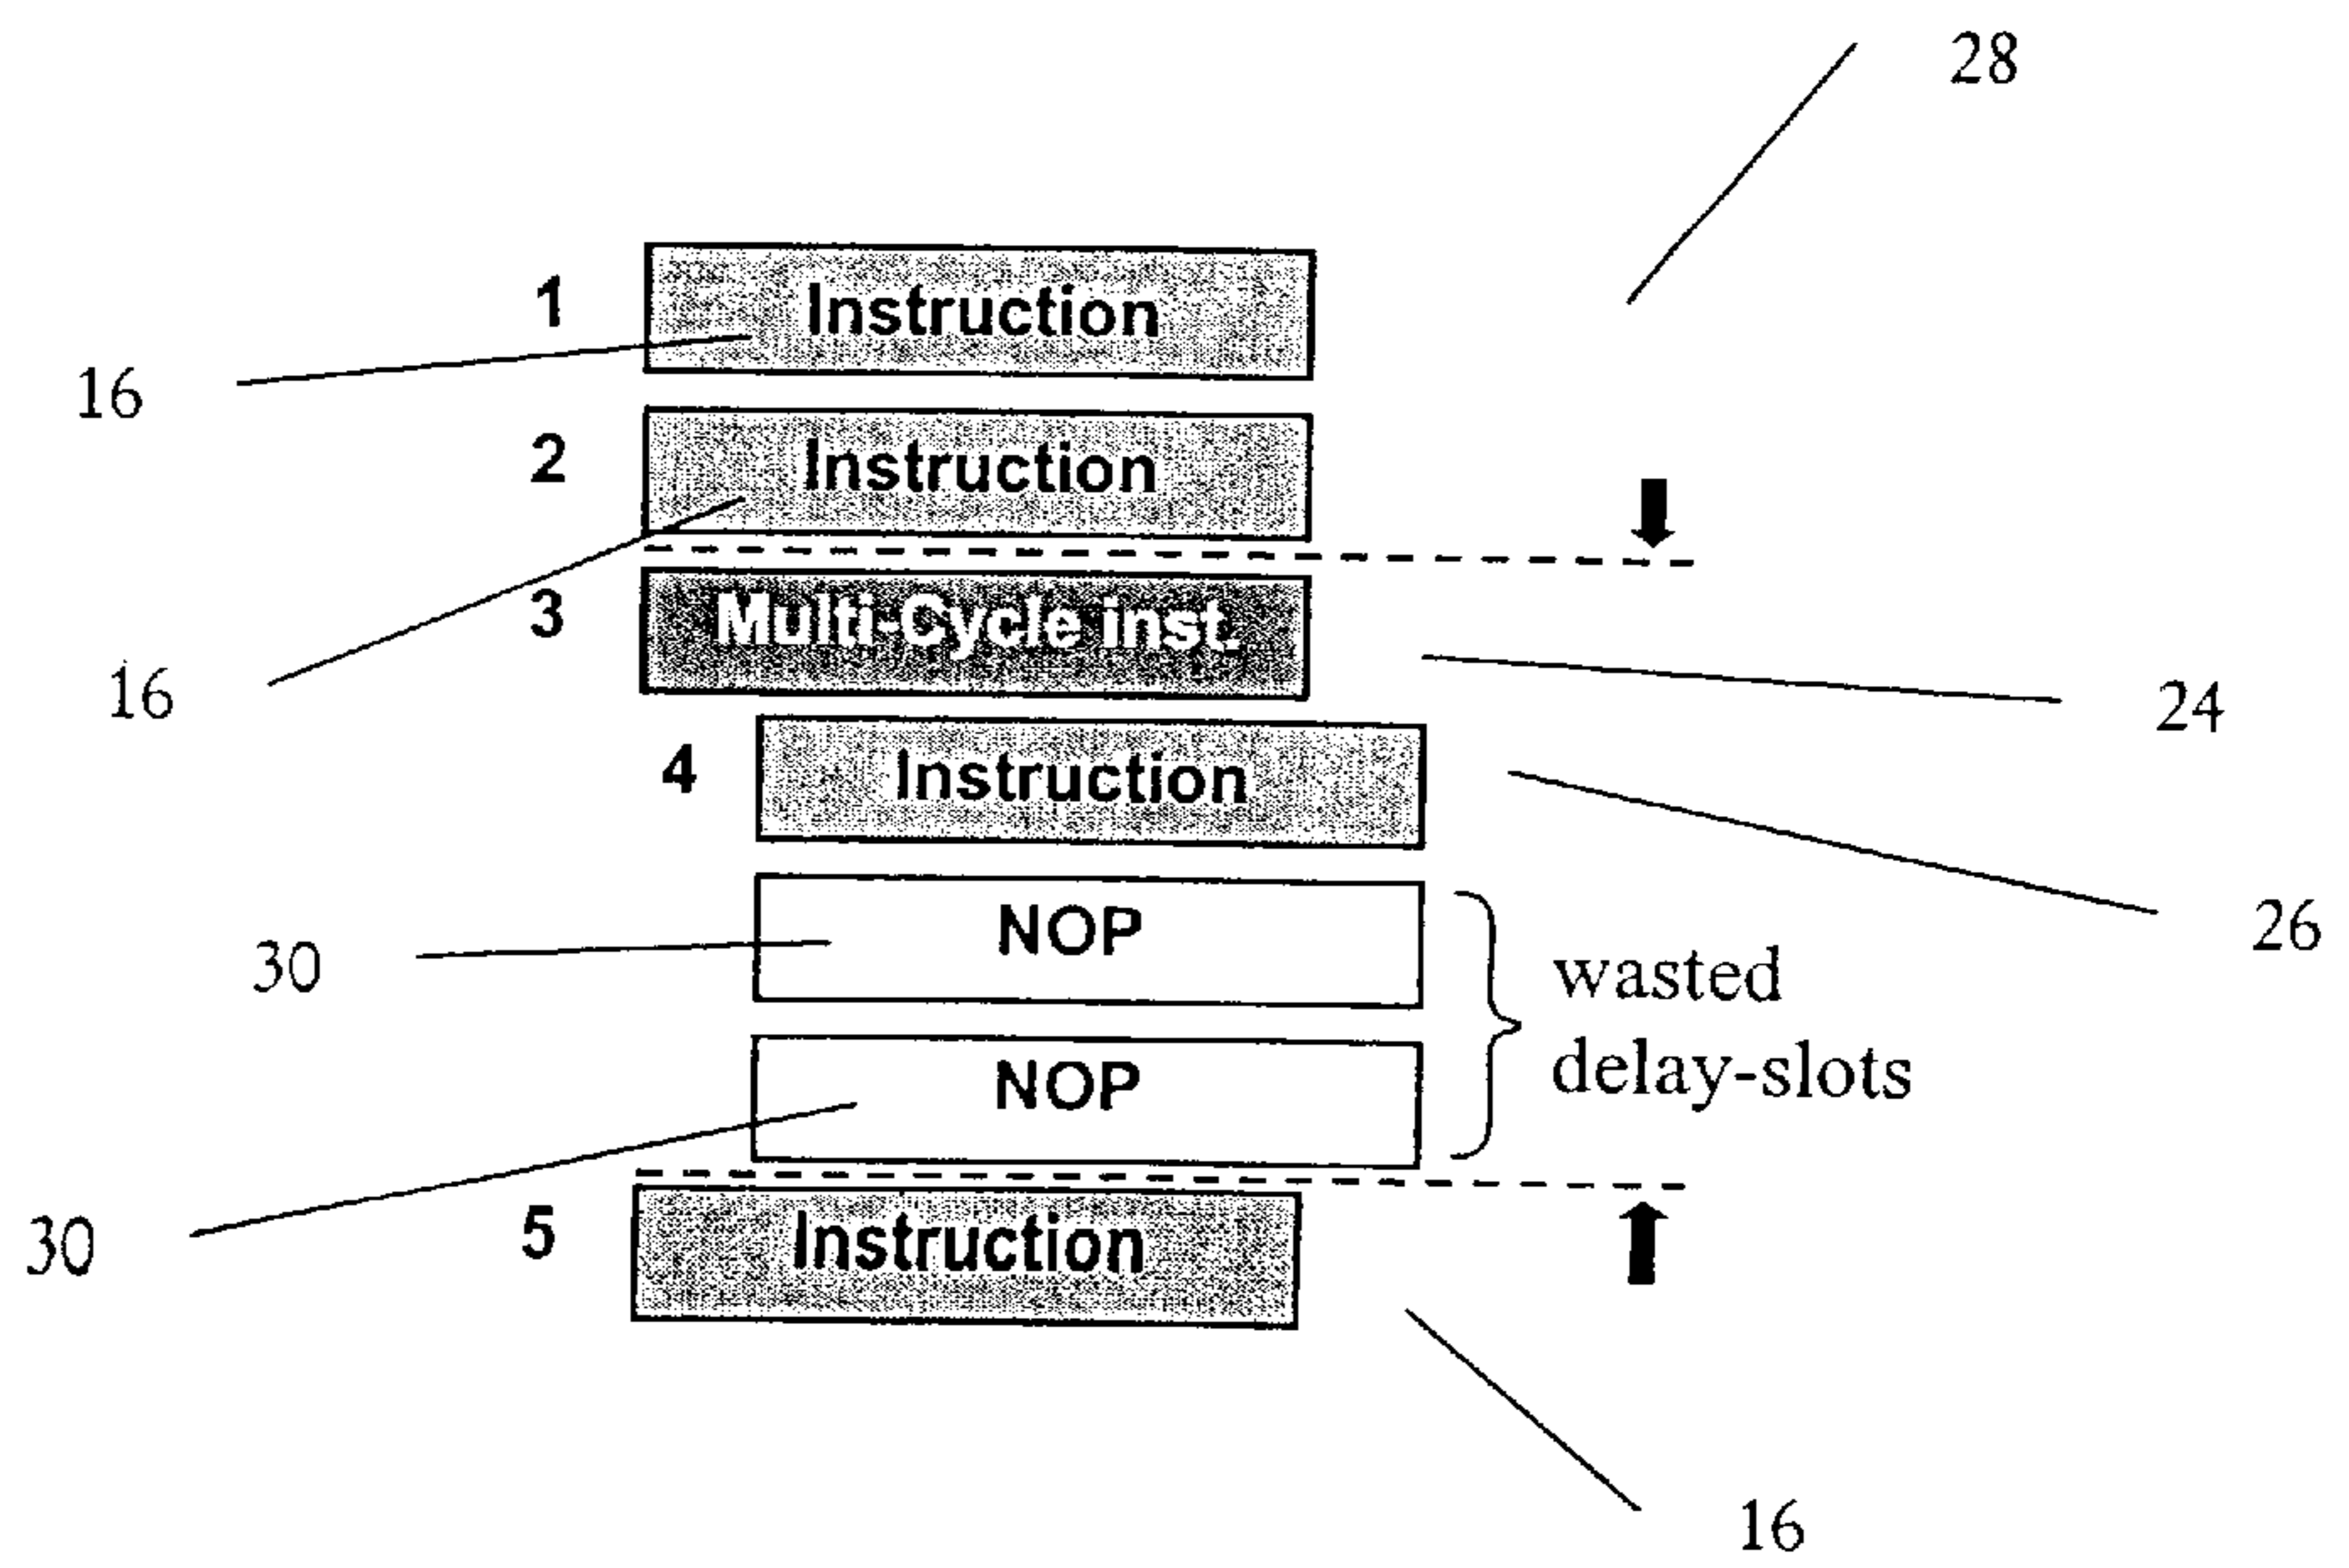 28
1 Instruction
16
2 Instruction
3 Multi-Cycle inst.
16
24
4 Instruction
26
NOP
30
wasted
delay-slots
NOP
30
5 Instruction
16